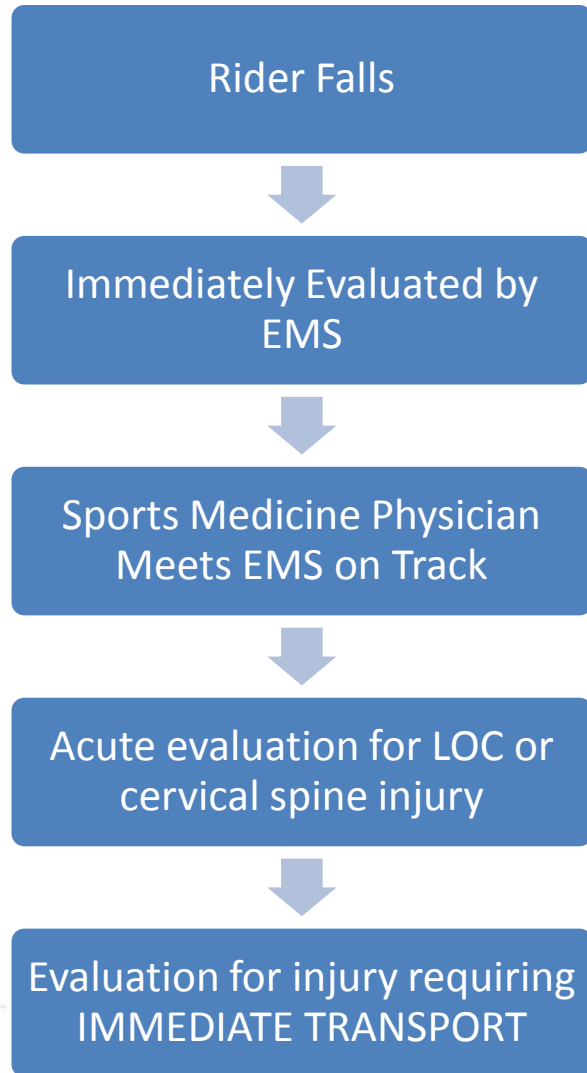 Rider Falls
Immediately Evaluated by
EMS
Sports Medicine Physician
Meets EMS on Track
Acute evaluation for LOC or
cervical spine injury
Evaluation for injury requiring
IMMEDIATE TRANSPORT